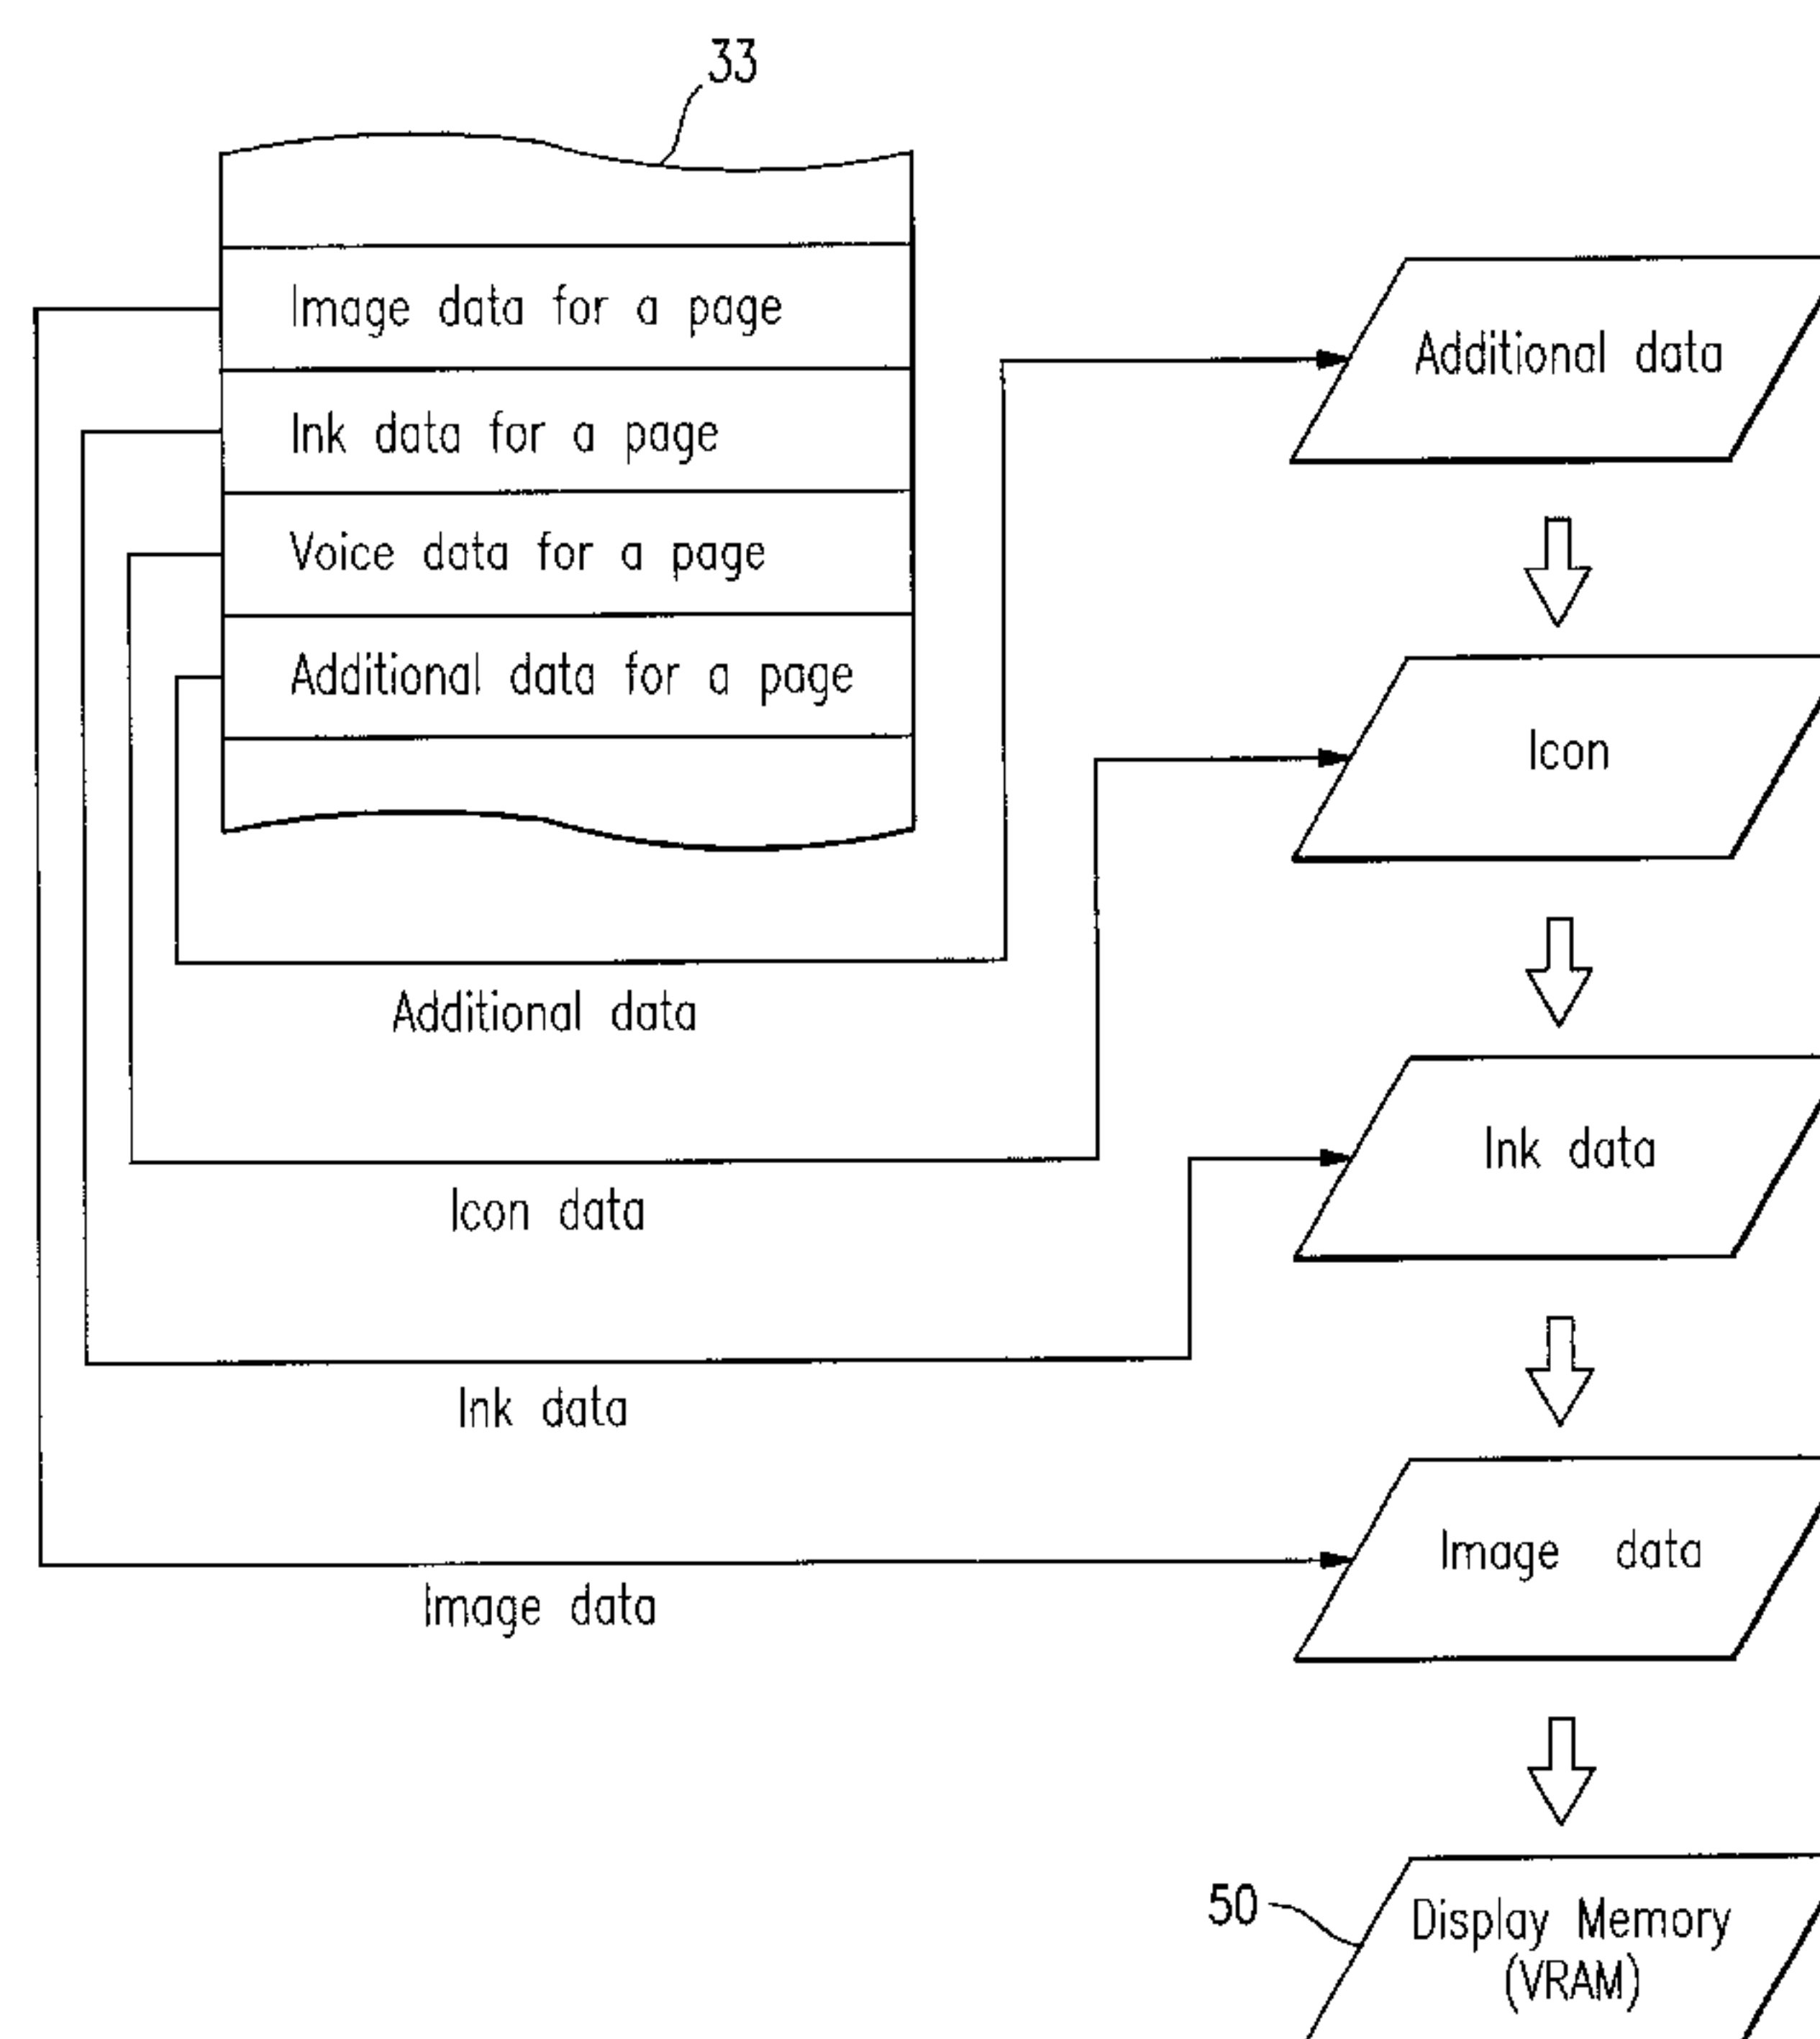 33
Image data for a page
Ink data for a page
Voice data for a page
Additional data for a page
Additional data
Icon data
Ink data
Image data
Additional data
Icon
Ink data
Image data
50
Display Memory
(VRAM)